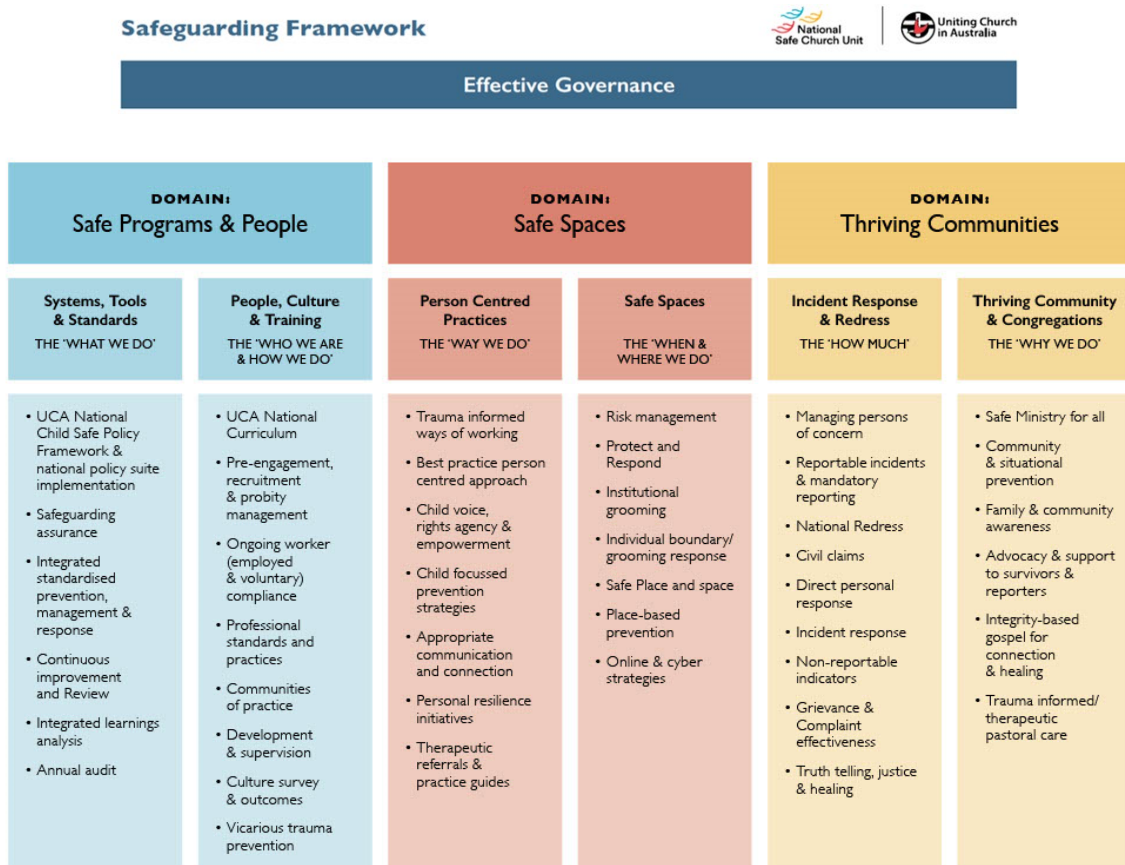 Safeguarding Framework
National
Safe Church Unit
Uniting Church
in Australia
Effective Governance
DOMAIN:
Safe Programs & People
DOMAIN:
Safe Spaces
DOMAIN:
Thriving Communities
Systems, Tools
& Standards
THE ‘WHAT WE DO’
People, Culture
& Training
THE ‘WHO WE ARE
& HOW WE DO’
Person Centred
Practices
THE ‘WAY WE DO’
Safe Spaces
THE ‘WHEN &
WHERE WE DO’
Incident Response
& Redress
THE ‘HOW MUCH’
Thriving Community
& Congregations
THE ‘WHY WE DO’
• UCA National
Child Safe Policy
Framework &
national policy suite
implementation
• Safeguarding
assurance
• Integrated
standardised
prevention,
management &
response
• Continuous
improvement
and Review
• Integrated learnings
analysis
• Annual audit
• UCA National
Curriculum
• Pre-engagement,
recruitment
& probity
management
• Ongoing worker
(employed
& voluntary)
compliance
• Professional
standards and
practices
• Communities
of practice
• Development
& supervision
• Culture survey
& outcomes
• Vicarious trauma
prevention
• Trauma informed
ways of working
• Best practice person
centred approach
• Child voice,
rights agency &
empowerment
• Child focussed
prevention
strategies
• Appropriate
communication
and connection
• Personal resilience
initiatives
• Therapeutic
referrals &
practice guides
• Risk management
• Protect and
Respond
• Institutional
grooming
• Individual boundary/
grooming response
• Safe Place and space
• Place-based
prevention
• Online & cyber
strategies
• Managing persons
of concern
• Reportable incidents
& mandatory
reporting
• National Redress
• Civil claims
• Direct personal
response
• Incident response
• Non-reportable
indicators
• Grievance &
Complaint
effectiveness
• Truth telling, justice
& healing
• Safe Ministry for all
• Community
& situational
prevention
• Family & community
awareness
• Advocacy & support
to survivors &
reporters
• Integrity-based
gospel for
connection
& healing
• Trauma informed/
therapeutic
pastoral care